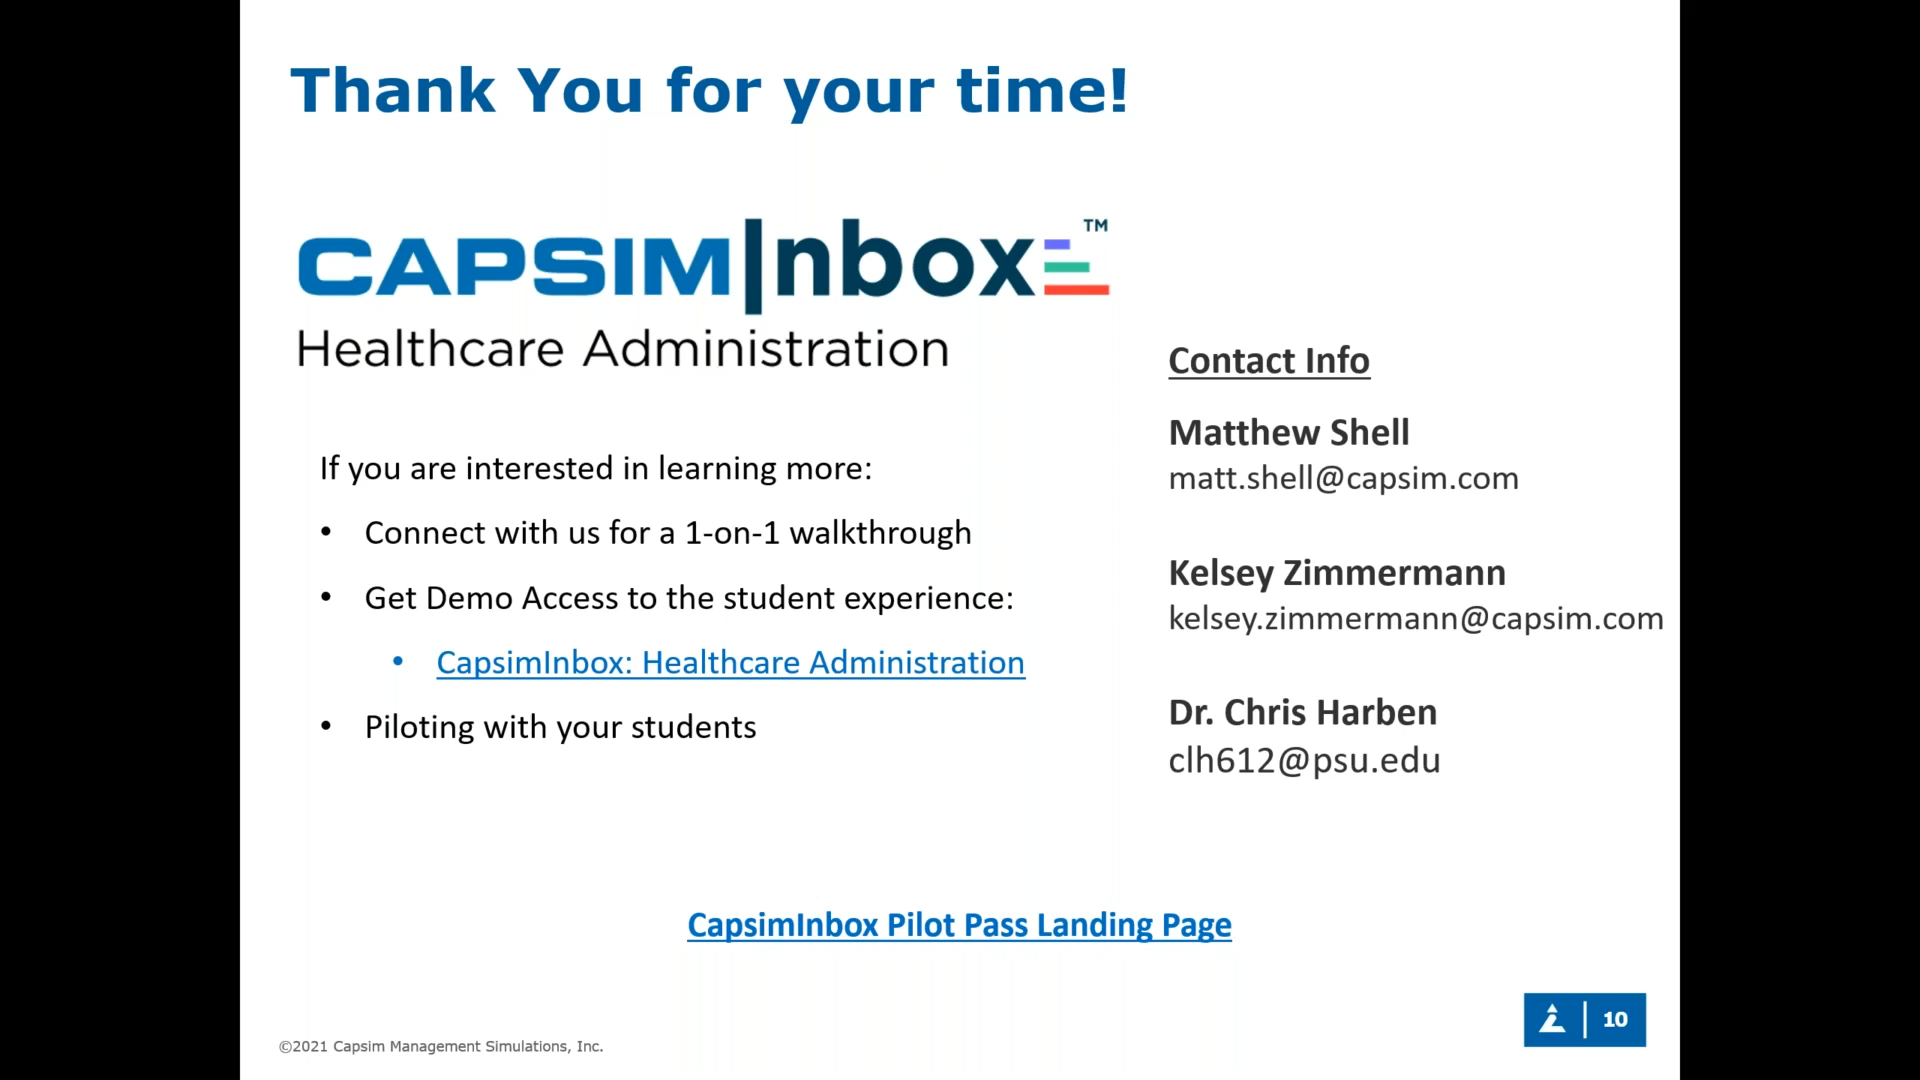 Thank You for your time!
CAPSIMInbox™
Healthcare Administration
If you are interested in learning more:
• Connect with us for a 1-on-1 walkthrough
• Get Demo Access to the student experience:
• CapsimInbox: Healthcare Administration
• Piloting with your students
Contact Info
Matthew Shell
matt.shell@capsim.com
Kelsey Zimmermann
kelsey.zimmermann@capsim.com
Dr. Chris Harben
clh612@psu.edu
CapsimInbox Pilot Pass Landing Page
©2021 Capsim Management Simulations, Inc.
10